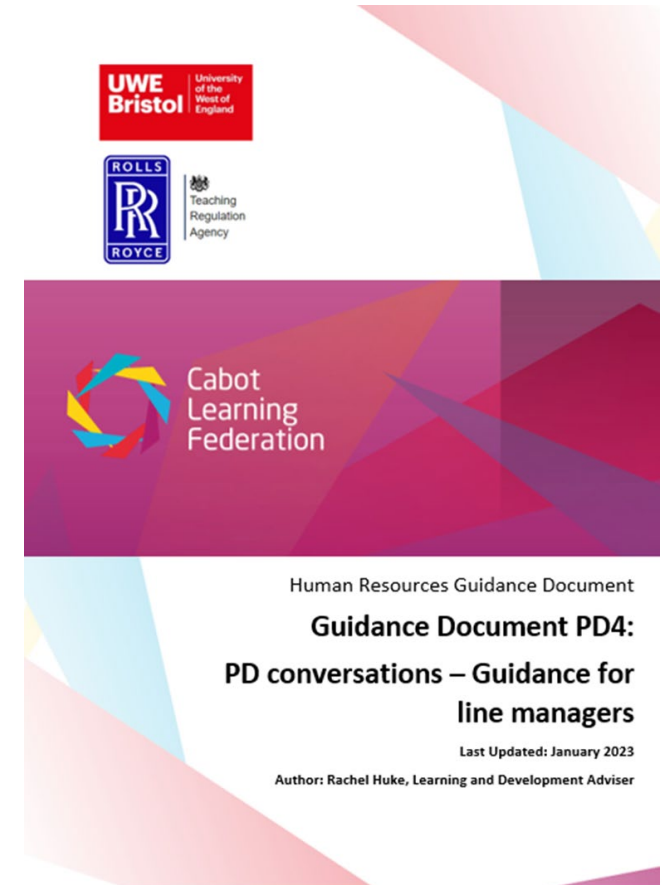 UWE
Bristol
University
of the
West of
England
ROLLS
RR
ROYCE
Teaching
Regulation
Agency
Cabot
Learning
Federation
Human Resources Guidance Document
Guidance Document PD4:
PD conversations – Guidance for
line managers
Last Updated: January 2023
Author: Rachel Huke, Learning and Development Adviser